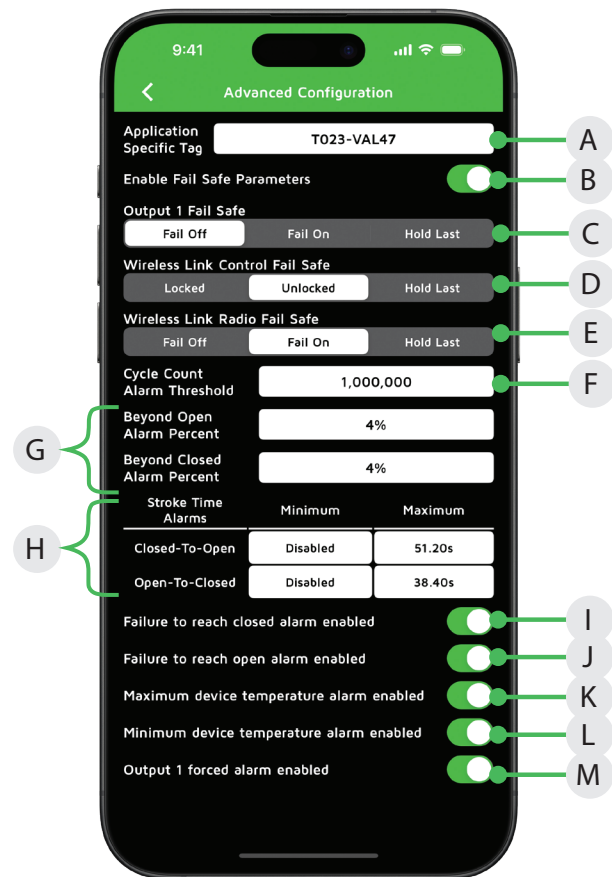 9:41
Advanced Configuration
Application
Specific Tag
T023-VAL47
A
Enable Fail Safe Parameters
B
Output 1 Fail Safe
Fail Off Fail On Hold Last
C
Wireless Link Control Fail Safe
Locked Unlocked Hold Last
D
Wireless Link Radio Fail Safe
Fail Off Fail On Hold Last
E
Cycle Count
Alarm Threshold
1,000,000
F
G
Beyond Open
Alarm Percent
4%
Beyond Closed
Alarm Percent
4%
H
Stroke Time
Alarms
Minimum Maximum
Closed-To-Open Disabled 51.20s
Open-To-Closed Disabled 38.40s
Failure to reach closed alarm enabled
I
Failure to reach open alarm enabled
J
Maximum device temperature alarm enabled
K
Minimum device temperature alarm enabled
L
Output 1 forced alarm enabled
M